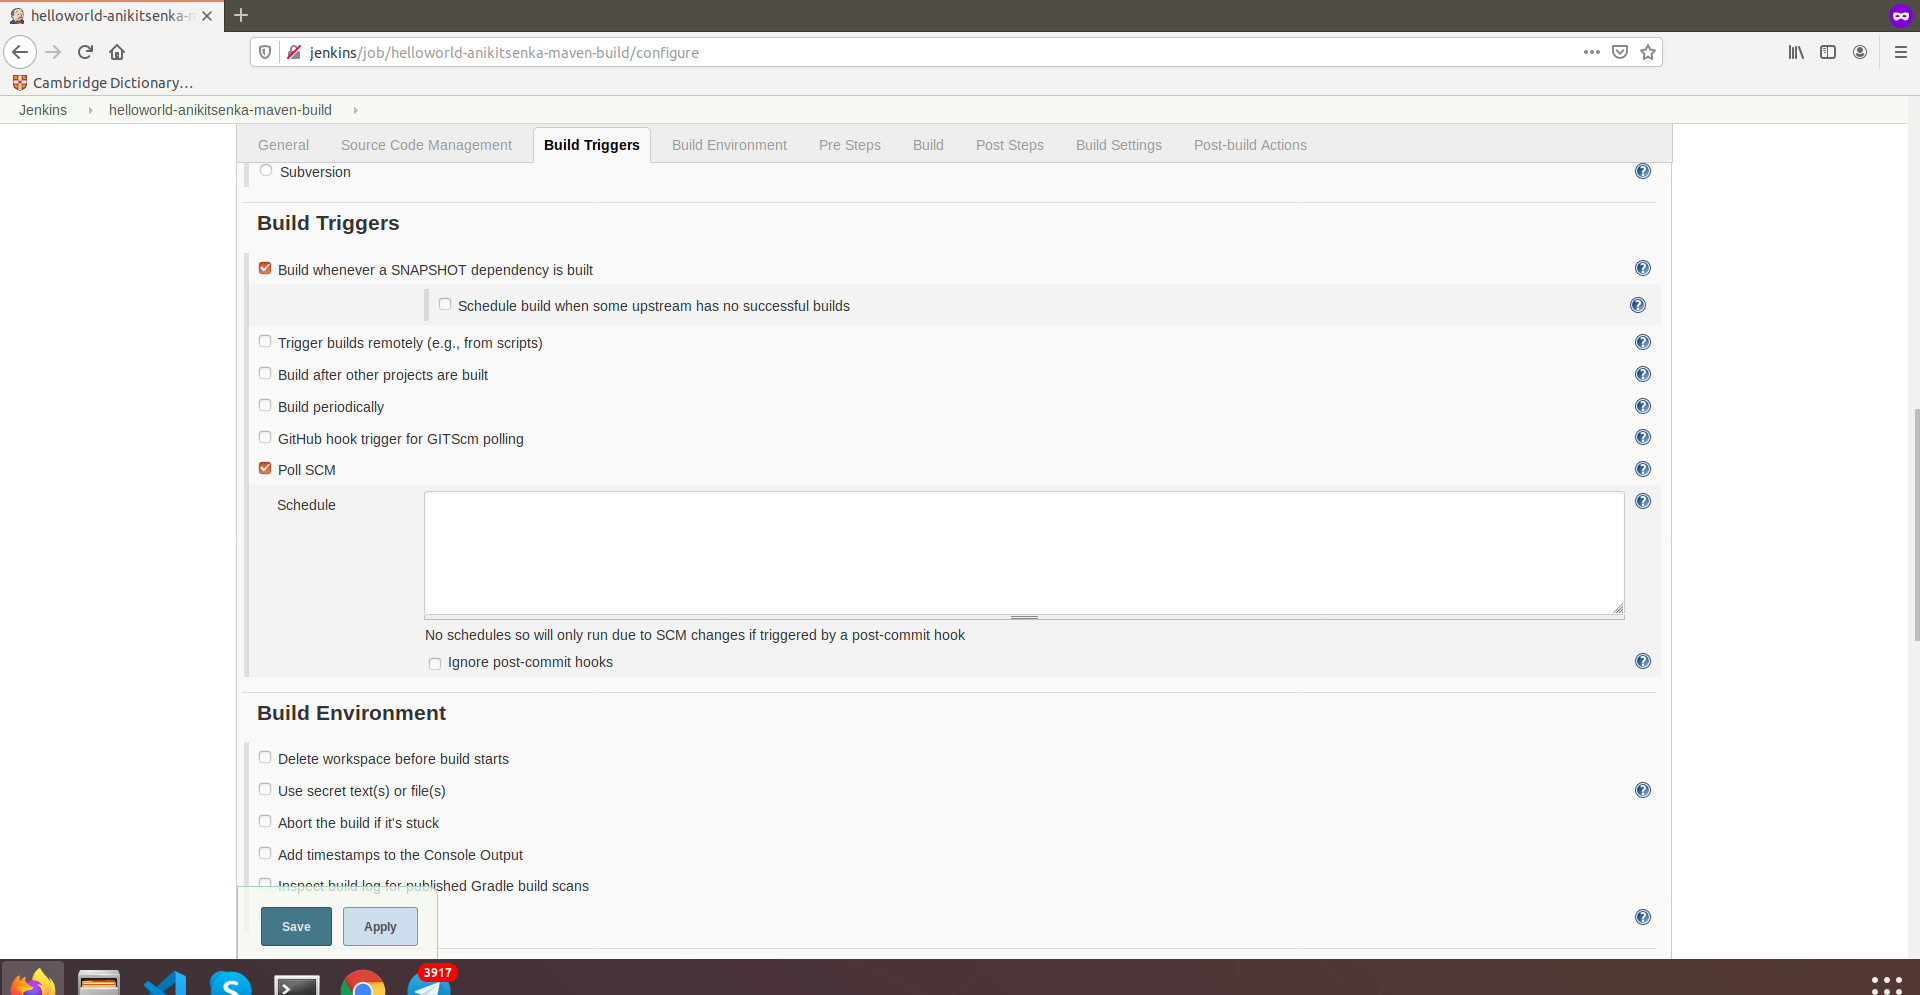 helloworld-anikitsenka-m
jenkins/job/helloworld-anikitsenka-maven-build/configure
Cambridge Dictionary…
Jenkins helloworld-anikitsenka-maven-build
General Source Code Management Build Triggers Build Environment Pre Steps Build Post Steps Build Settings Post-build Actions
Subversion
Build Triggers
Build whenever a SNAPSHOT dependency is built
Schedule build when some upstream has no successful builds
Trigger builds remotely (e.g., from scripts)
Build after other projects are built
Build periodically
GitHub hook trigger for GITScm polling
Poll SCM
Schedule
No schedules so will only run due to SCM changes if triggered by a post-commit hook
Ignore post-commit hooks
Build Environment
Delete workspace before build starts
Use secret text(s) or file(s)
Abort the build if it's stuck
Add timestamps to the Console Output
Inspect build log for published Gradle build scans
Save Apply
3917